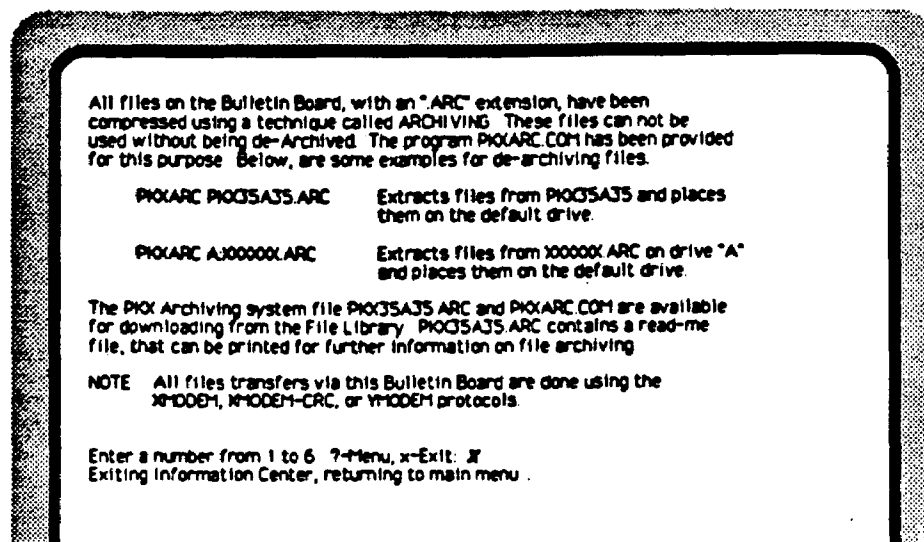 All files on the Bulletin Board, with an ".ARC" extension, have been
compressed using a technique called ARCHIVING These files can not be
used without being de-Archived. The program PKXARC.COM has been provided
for this purpose Below, are some examples for de-archiving files.
PKXARC PKX35A35.ARC Extracts files from PKX35A35 and places
them on the default drive.
PKXARC A:XXXXXX.ARC Extracts files from XXXXXX.ARC on drive "A"
and places them on the default drive.
The PKX Archiving system file PKX35A35 ARC and PKXARC.COM are available
for downloading from the File Library PKX35A35.ARC contains a read-me
file, that can be printed for further information on file archiving
NOTE All files transfers via this Bulletin Board are done using the
XMODEM, XMODEM-CRC, or YMODEM protocols.
Enter a number from 1 to 6 ?-Menu, x-Exit: X
Exiting Information Center, returning to main menu .